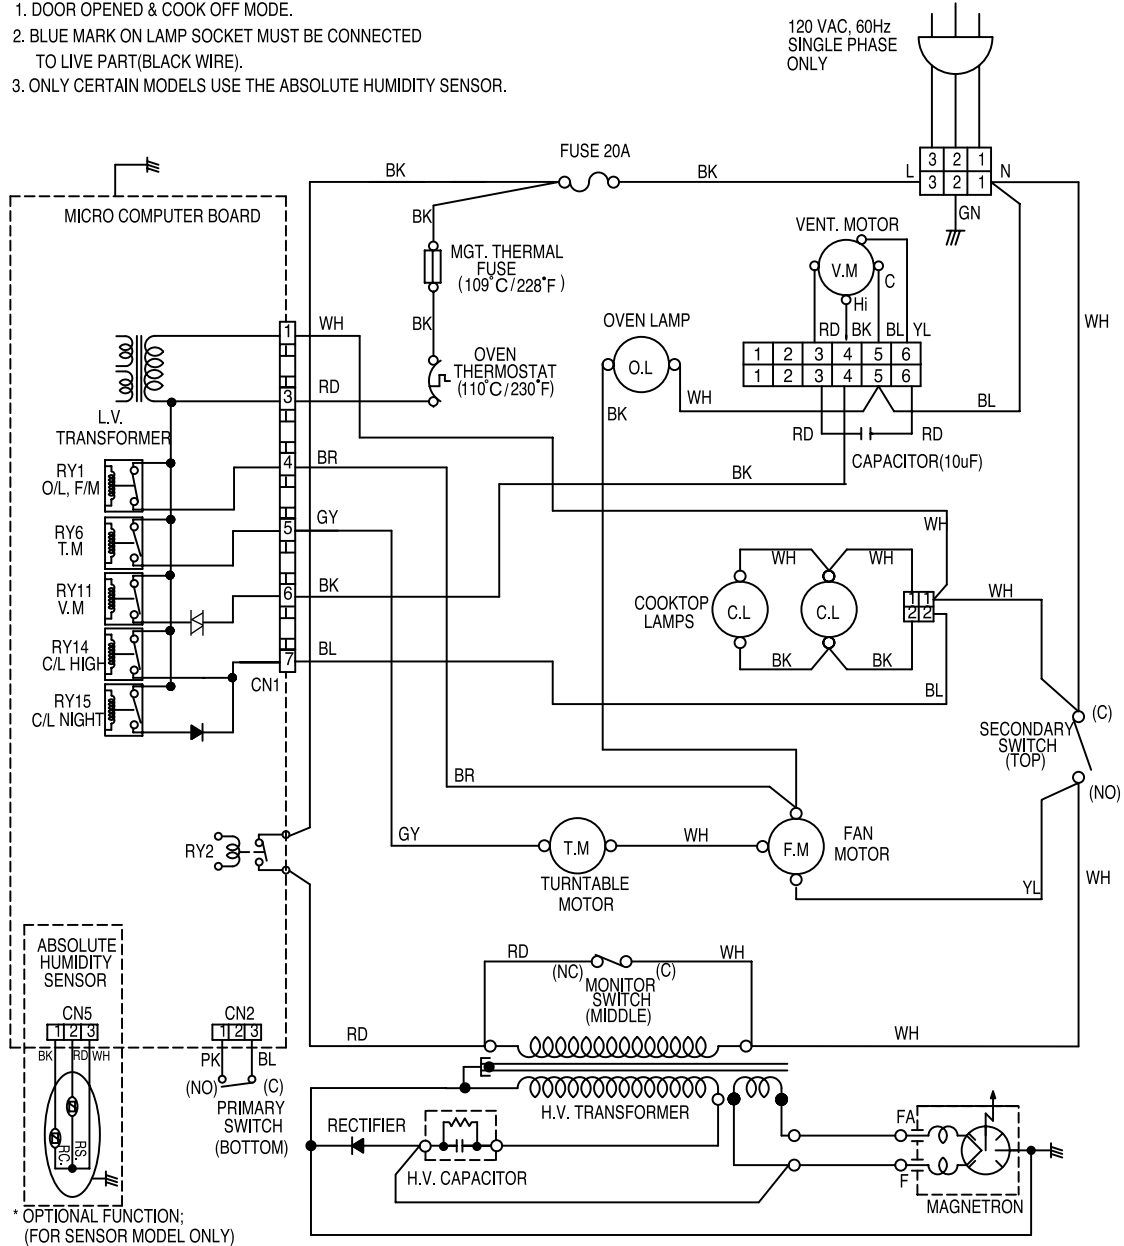 1. DOOR OPENED & COOK OFF MODE.
2. BLUE MARK ON LAMP SOCKET MUST BE CONNECTED
TO LIVE PART(BLACK WIRE).
3. ONLY CERTAIN MODELS USE THE ABSOLUTE HUMIDITY SENSOR.
120 VAC, 60Hz
SINGLE PHASE
ONLY
FUSE 20A
BK
BK
L
3 2 1
3 2 1
N
GN
MICRO COMPUTER BOARD
BK
MGT. THERMAL
FUSE
(109°C/228°F)
BK
OVEN
THERMOSTAT
(110°C/230°F)
VENT. MOTOR
V.M
C
Hi
RD BK BL YL
1 2 3 4 5 6
1 2 3 4 5 6
RD
RD
CAPACITOR(10uF)
OVEN LAMP
O.L
BK
WH
BL
WH
1
WH
3
RD
L.V.
TRANSFORMER
4
BR
BK
RY1
O/L, F/M
5
GY
WH
RY6
T.M
6
BK
RY11
V.M
WH
WH
WH
COOKTOP
LAMPS
C.L
C.L
1 1
2 2
BK
BK
RY14
C/L HIGH
7
BL
BL
CN1
RY15
C/L NIGHT
(C)
SECONDARY
SWITCH
(TOP)
(NO)
BR
RY2
GY
T.M
WH
F.M
FAN
MOTOR
TURNTABLE
MOTOR
YL
WH
ABSOLUTE
HUMIDITY
SENSOR
CN5
1 2 3
BK RD WH
RC.
RS.
CN2
1 2 3
PK
BL
(NO)
(C)
PRIMARY
SWITCH
(BOTTOM)
RD
WH
(NC)
(C)
MONITOR
SWITCH
(MIDDLE)
RD
WH
H.V. TRANSFORMER
RECTIFIER
H.V. CAPACITOR
FA
F
MAGNETRON
* OPTIONAL FUNCTION;
(FOR SENSOR MODEL ONLY)